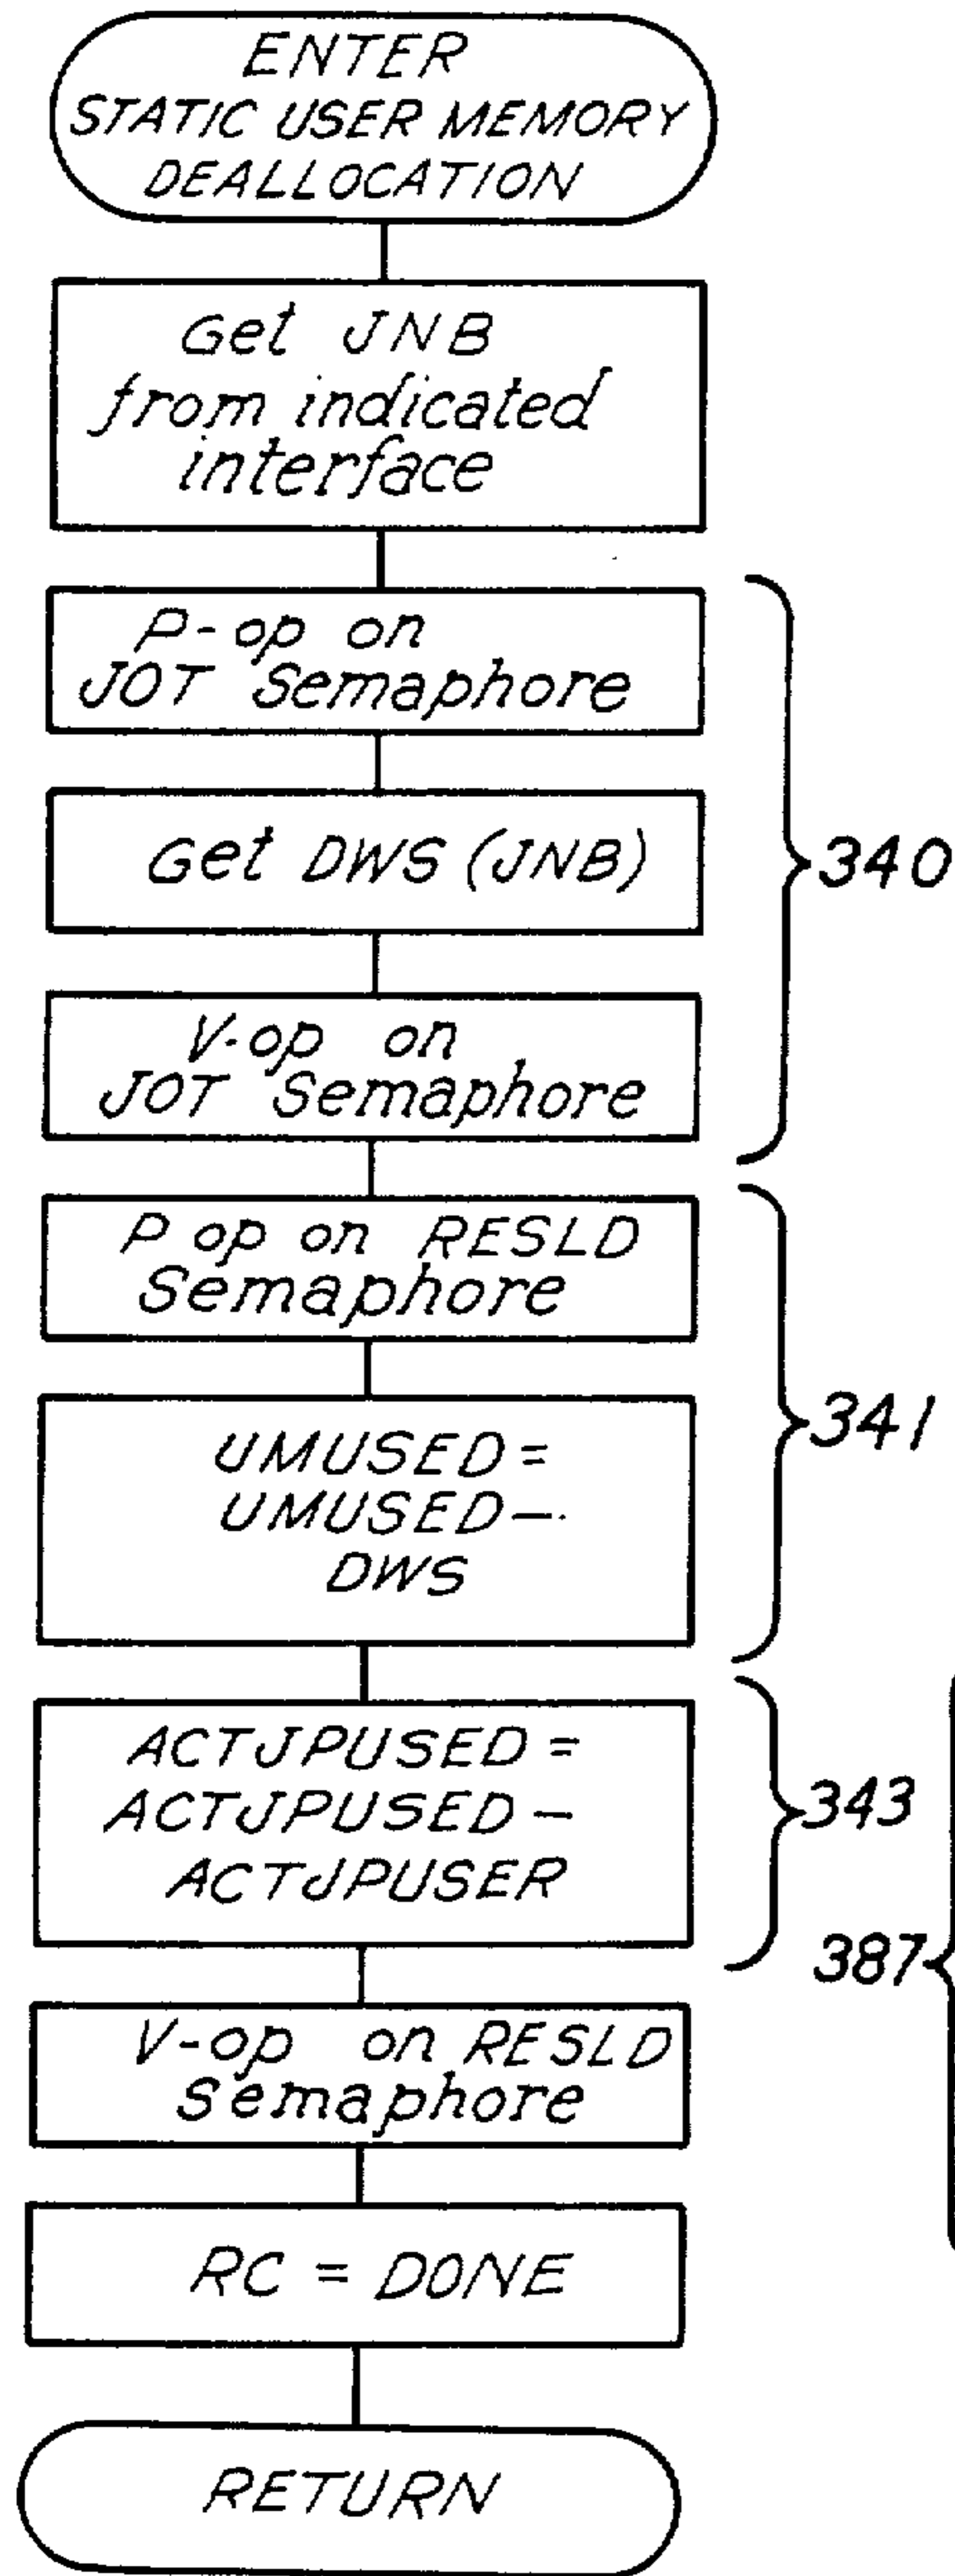 ENTER
STATIC USER MEMORY
DEALLOCATION
Get JNB
from indicated
interface
P-op on
JOT Semaphore
Get DWS (JNB)
340
V-op on
JOT Semaphore
P op on RESLD
Semaphore
UMUSED =
UMUSED -
DWS
341
ACTJPUSED =
ACTJPUSED -
ACTJPUSER
343
387
V-op on RESLD
Semaphore
RC = DONE
RETURN